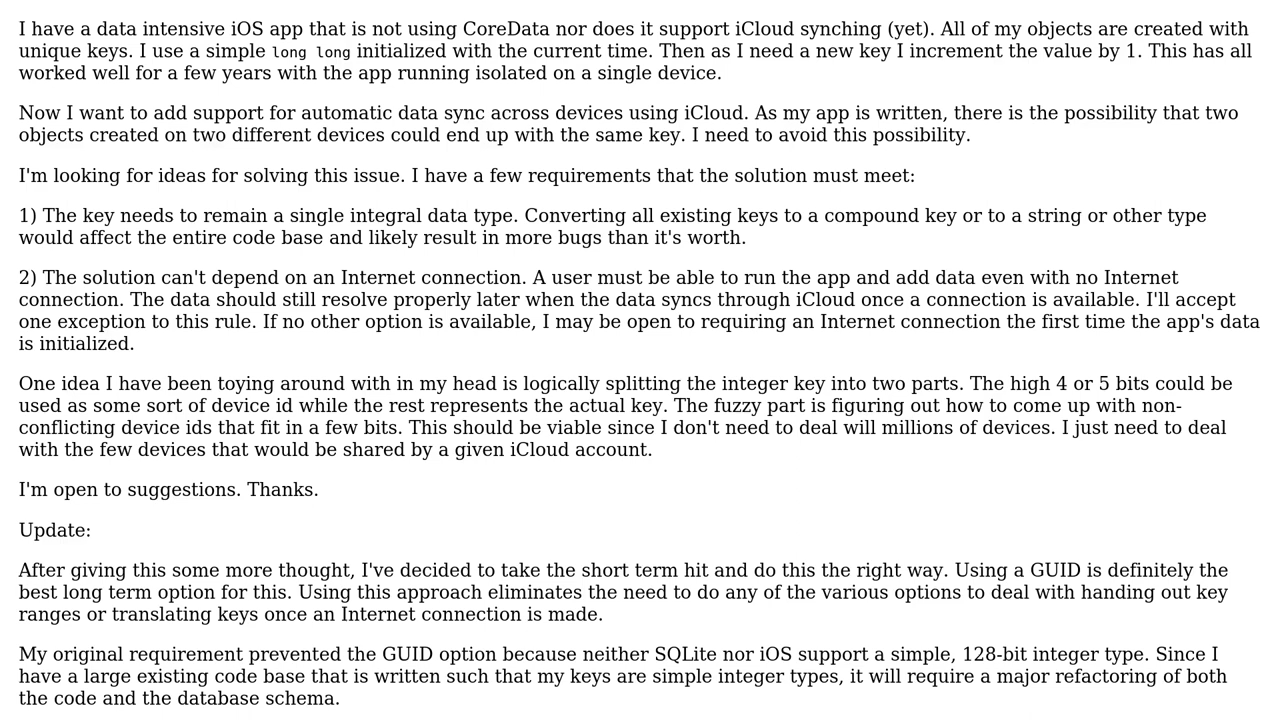 I have a data intensive iOS app that is not using CoreData nor does it support iCloud synching (yet). All of my objects are created with
unique keys. I use a simple long long initialized with the current time. Then as I need a new key I increment the value by 1. This has all
worked well for a few years with the app running isolated on a single device.
Now I want to add support for automatic data sync across devices using iCloud. As my app is written, there is the possibility that two
objects created on two different devices could end up with the same key. I need to avoid this possibility.
I'm looking for ideas for solving this issue. I have a few requirements that the solution must meet:
1) The key needs to remain a single integral data type. Converting all existing keys to a compound key or to a string or other type
would affect the entire code base and likely result in more bugs than it's worth.
2) The solution can't depend on an Internet connection. A user must be able to run the app and add data even with no Internet
connection. The data should still resolve properly later when the data syncs through iCloud once a connection is available. I'll accept
one exception to this rule. If no other option is available, I may be open to requiring an Internet connection the first time the app's data
is initialized.
One idea I have been toying around with in my head is logically splitting the integer key into two parts. The high 4 or 5 bits could be
used as some sort of device id while the rest represents the actual key. The fuzzy part is figuring out how to come up with non-
conflicting device ids that fit in a few bits. This should be viable since I don't need to deal will millions of devices. I just need to deal
with the few devices that would be shared by a given iCloud account.
I'm open to suggestions. Thanks.
Update:
After giving this some more thought, I've decided to take the short term hit and do this the right way. Using a GUID is definitely the
best long term option for this. Using this approach eliminates the need to do any of the various options to deal with handing out key
ranges or translating keys once an Internet connection is made.
My original requirement prevented the GUID option because neither SQLite nor iOS support a simple, 128-bit integer type. Since I
have a large existing code base that is written such that my keys are simple integer types, it will require a major refactoring of both
the code and the database schema.